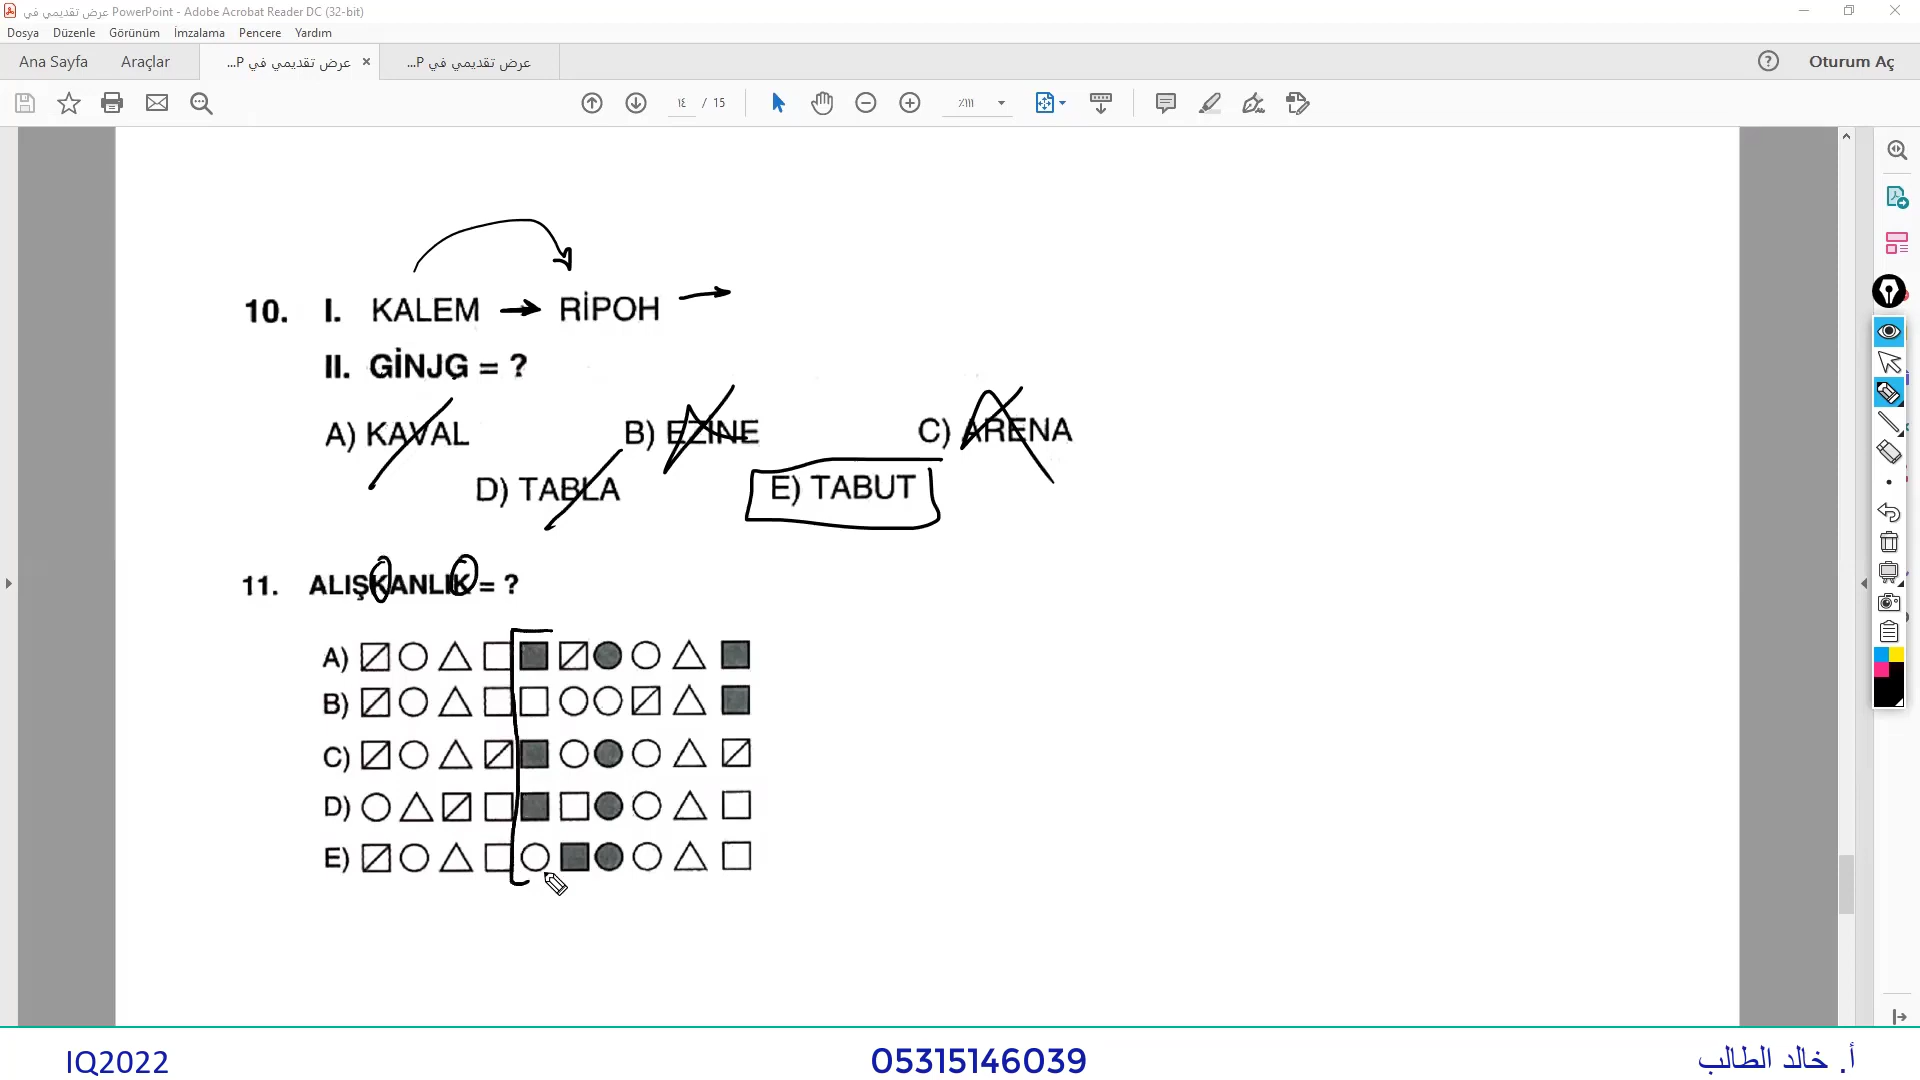 عرض تقديمي في PowerPoint - Adobe Acrobat Reader DC (32-bit)
Dosya Düzenle Görünüm İmzalama Pencere Yardım
Ana Sayfa Araçlar عرض تقديمي في P... × عرض تقديمي في P... Oturum Aç
١٤ / 15 ٪١١١
10. I. KALEM → RİPOH
II. GİNJG = ?
A) KAVAL B) EZINE C) ARENA
D) TABLA E) TABUT
11. ALIŞKANLIK = ?
A)
B)
C)
D)
E)
IQ2022 05315146039 أ. خالد الطالب